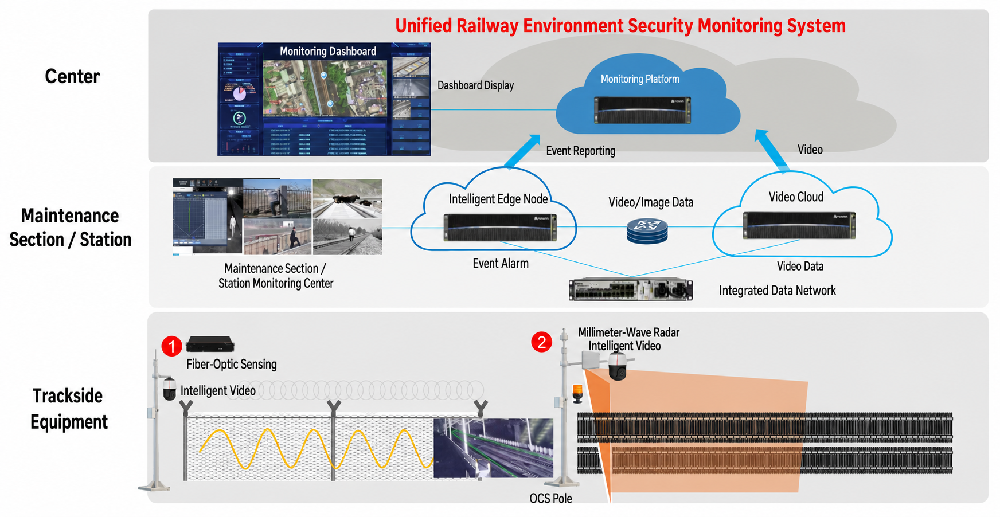 Unified Railway Environment Security Monitoring System
Monitoring Dashboard
Center
Dashboard Display
Monitoring Platform
Event Reporting
Video
Maintenance
Section / Station
Intelligent Edge Node
Video/Image Data
Video Cloud
Maintenance Section /
Station Monitoring Center
Event Alarm
Video Data
Integrated Data Network
Trackside
Equipment
1
Fiber-Optic Sensing
Intelligent Video
2
Millimeter-Wave Radar
Intelligent Video
OCS Pole